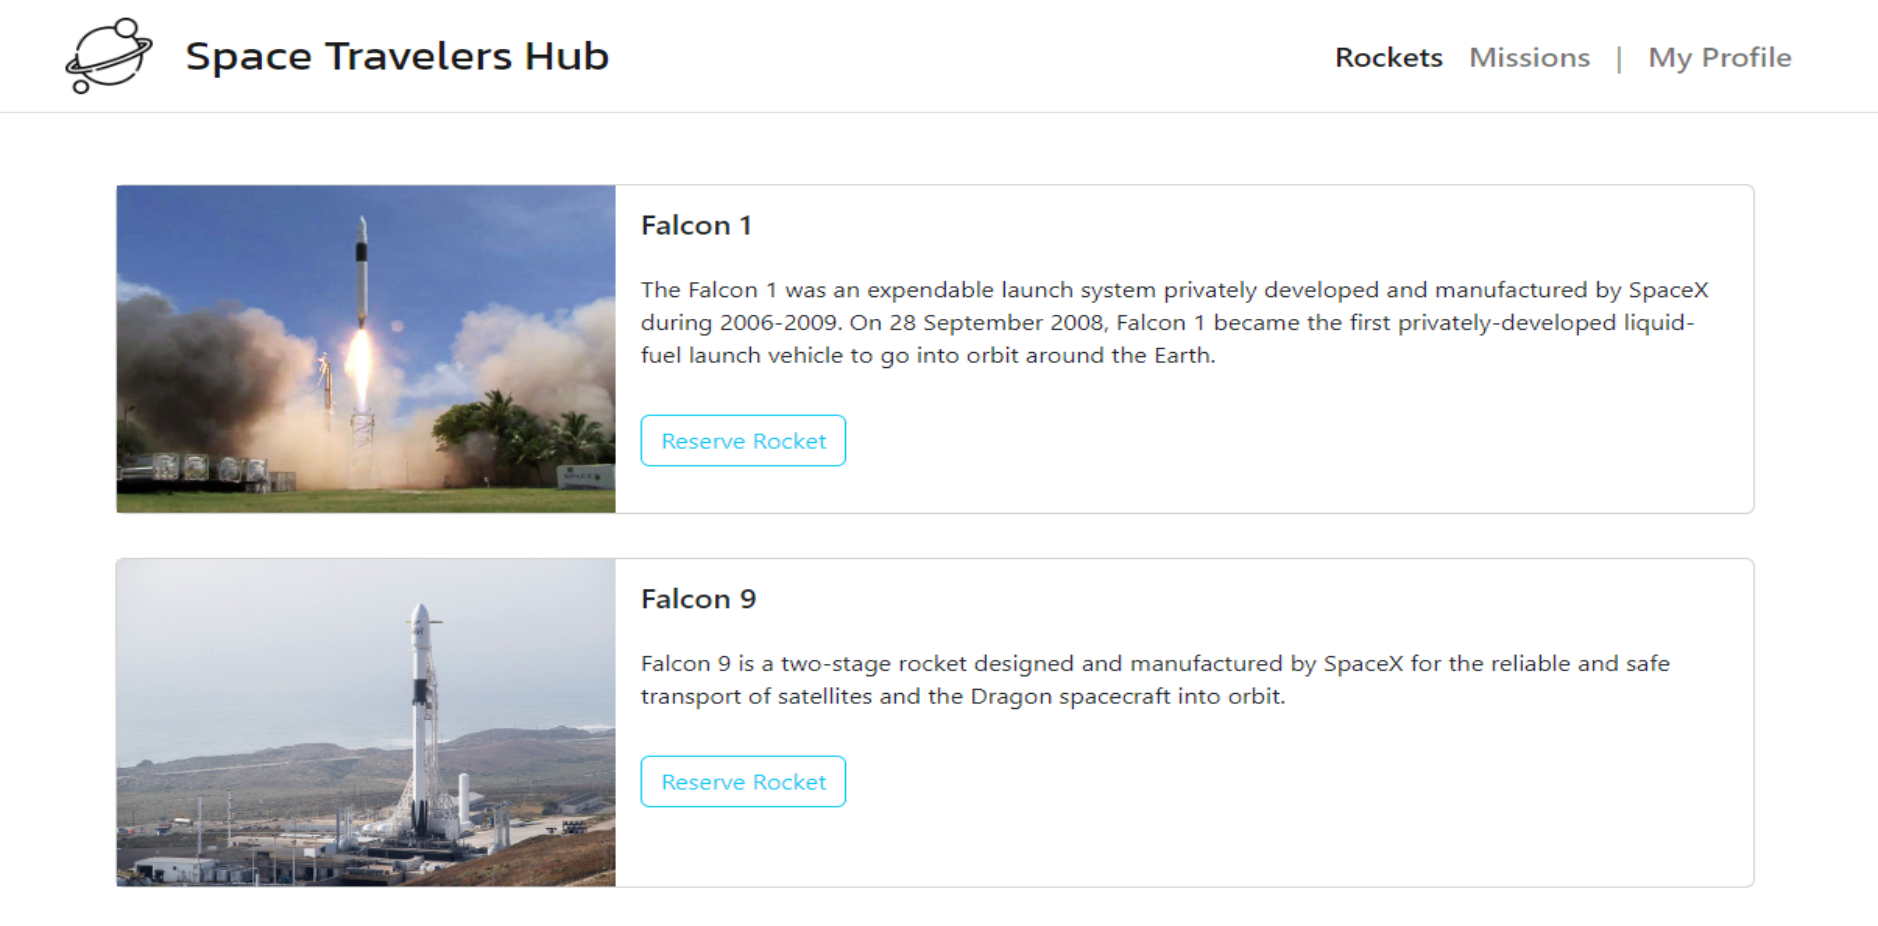 Space Travelers Hub
Rockets Missions | My Profile
Falcon 1
The Falcon 1 was an expendable launch system privately developed and manufactured by SpaceX
during 2006-2009. On 28 September 2008, Falcon 1 became the first privately-developed liquid-
fuel launch vehicle to go into orbit around the Earth.
Reserve Rocket
Falcon 9
Falcon 9 is a two-stage rocket designed and manufactured by SpaceX for the reliable and safe
transport of satellites and the Dragon spacecraft into orbit.
Reserve Rocket